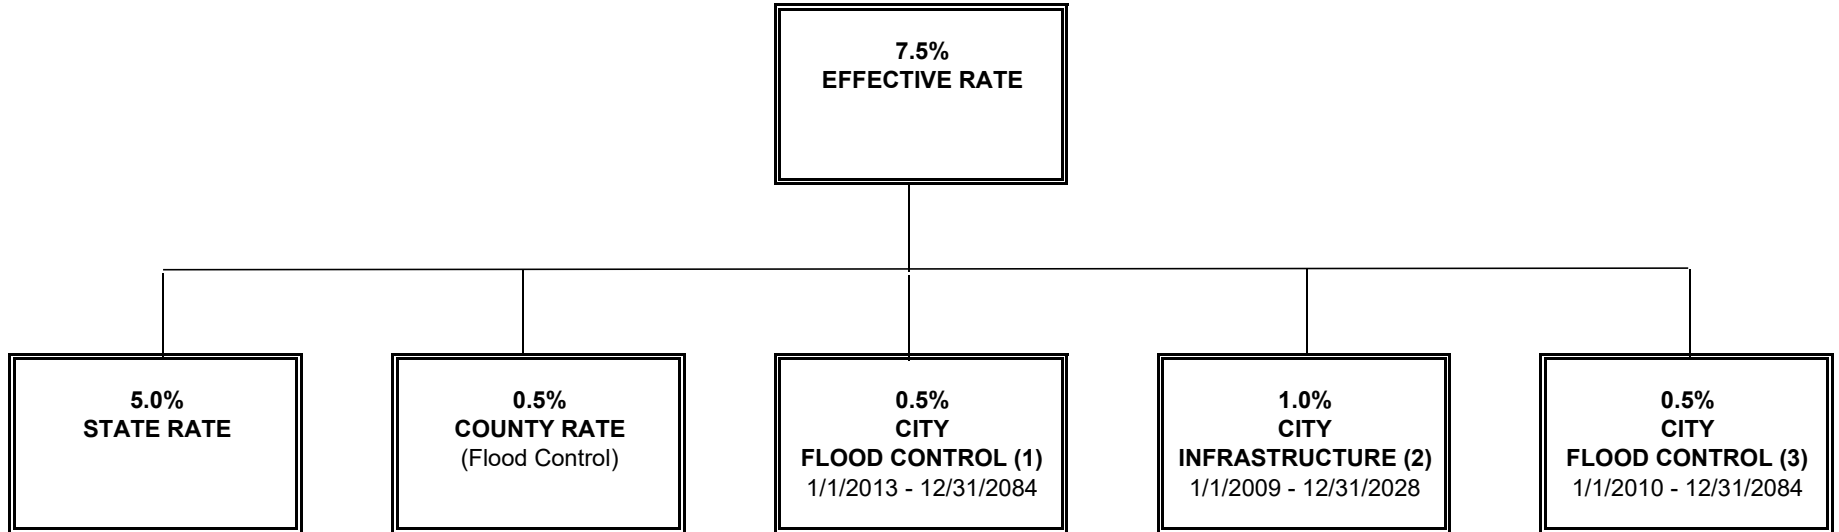 7.5%
EFFECTIVE RATE
5.0%
STATE RATE
0.5%
COUNTY RATE
(Flood Control)
0.5%
CITY
FLOOD CONTROL (1)
1/1/2013 - 12/31/2084
1.0%
CITY
INFRASTRUCTURE (2)
1/1/2009 - 12/31/2028
0.5%
CITY
FLOOD CONTROL (3)
1/1/2010 - 12/31/2084